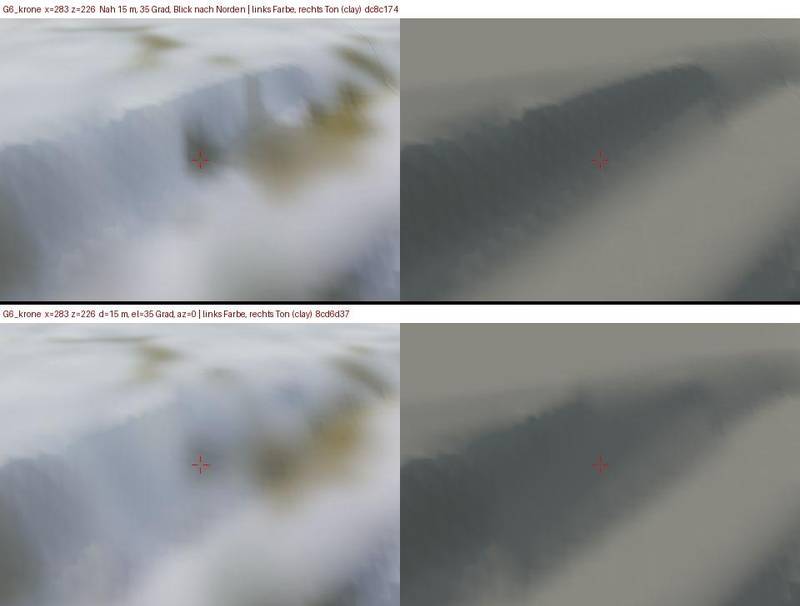 G6_krone x=283 z=226 Nah 15 m, 35 Grad, Blick nach Norden | links Farbe, rechts Ton (clay) dc8c174
G6_krone x=283 z=226 d=15 m, el=35 Grad, az=0 | links Farbe, rechts Ton (clay) 8cd6d37